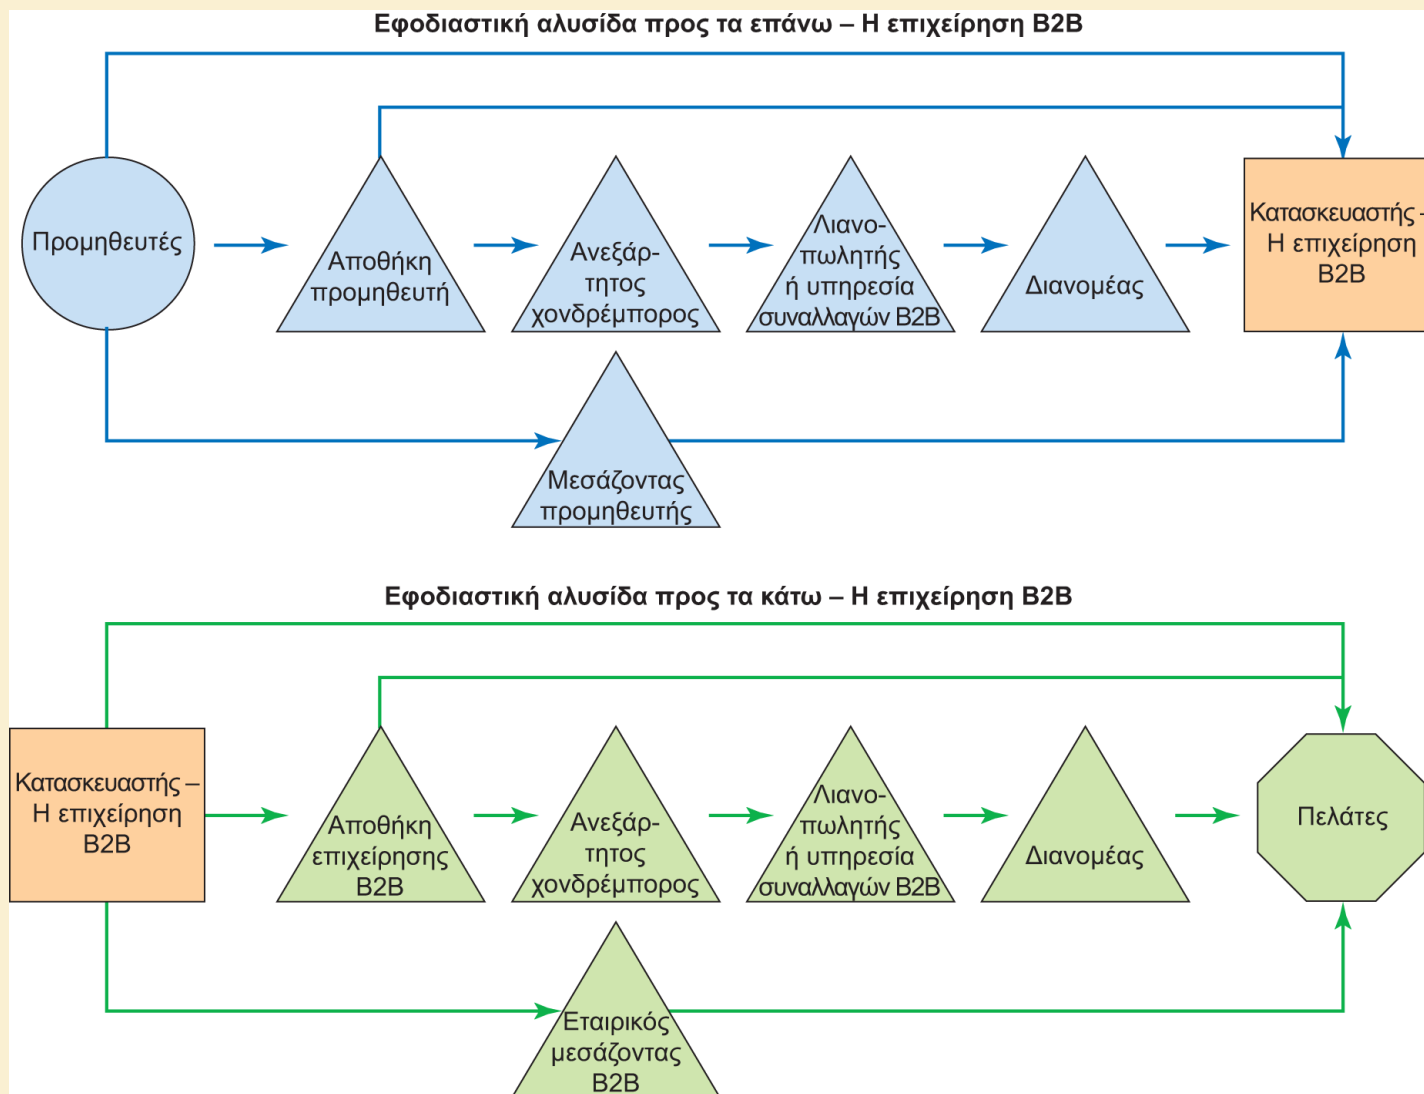 Εφοδιαστική αλυσίδα προς τα επάνω – Η επιχείρηση B2B
Προμηθευτές
Αποθήκη
προμηθευτή
Ανεξάρ-
τητος
χονδρέμπορος
Λιανο-
πωλητής
ή υπηρεσία
συναλλαγών B2B
Διανομέας
Κατασκευαστής –
Η επιχείρηση
B2B
Μεσάζοντας
προμηθευτής
Εφοδιαστική αλυσίδα προς τα κάτω – Η επιχείρηση B2B
Κατασκευαστής –
Η επιχείρηση
B2B
Αποθήκη
επιχείρησης
B2B
Ανεξάρ-
τητος
χονδρέμπορος
Λιανο-
πωλητής
ή υπηρεσία
συναλλαγών B2B
Διανομέας
Πελάτες
Εταιρικός
μεσάζοντας
B2B